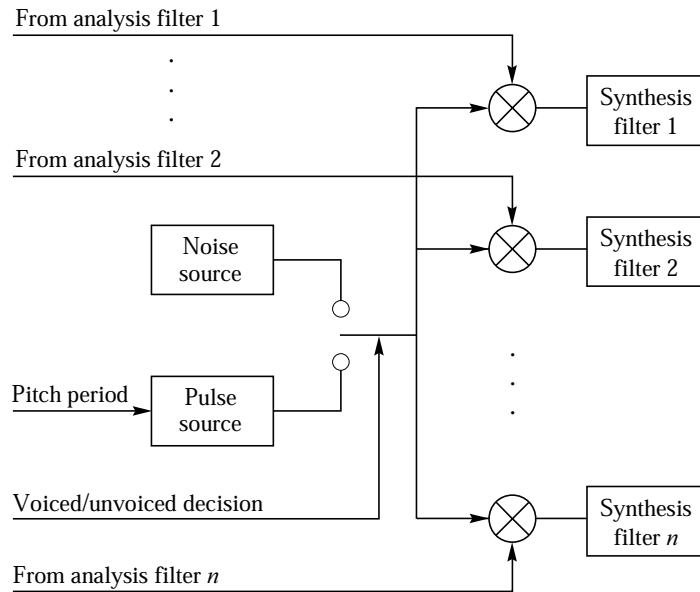 From analysis filter 1
Synthesis
filter 1
From analysis filter 2
Synthesis
filter 2
Noise
source
Pitch period
Pulse
source
Voiced/unvoiced decision
Synthesis
filter n
From analysis filter n